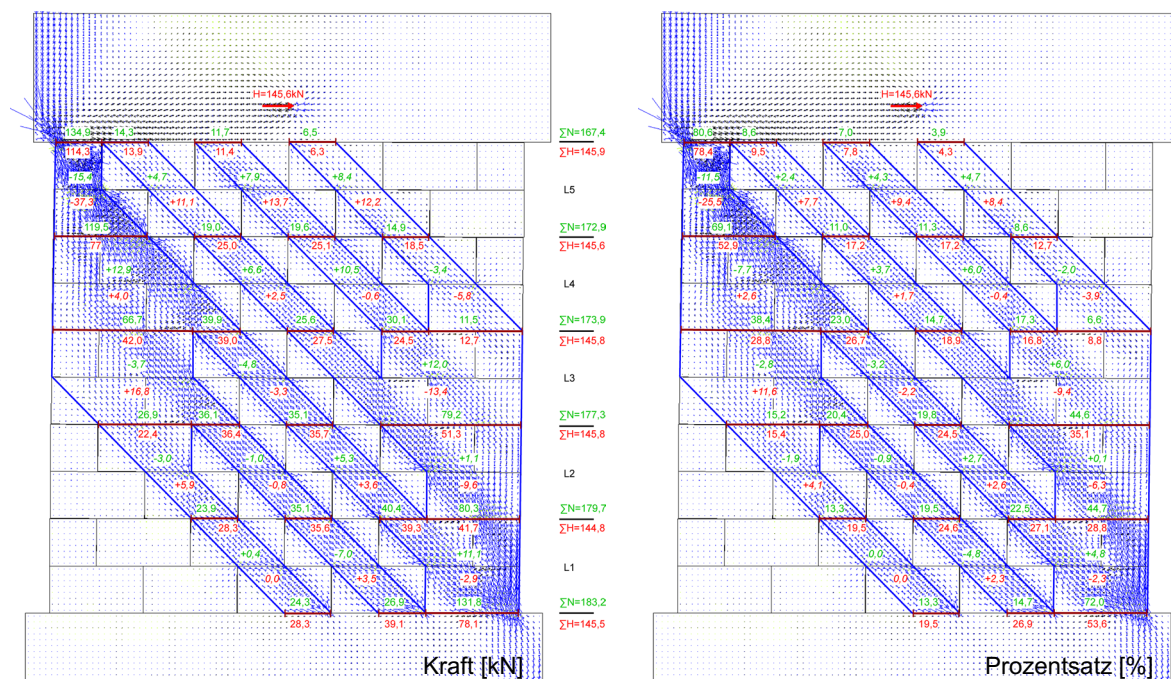 H=145,6kN
134,9 14,3 11,7 6,5 ∑N=167,4
114,3 13,9 11,4 6,3 ∑H=145,9
-15,4 +4,7 +7,9 +8,4
L5
-37,3 +11,1 +13,7 +12,2
119,5 19,0 19,6 14,9 ∑N=172,9
77 25,0 25,1 18,5 ∑H=145,6
+12,9 +6,6 +10,5 -3,4
L4
+4,0 +2,5 -0,6 -5,8
66,7 39,9 25,6 30,1 11,5 ∑N=173,9
42,0 39,0 27,5 24,5 12,7 ∑H=145,8
-3,7 -4,8 +12,0
L3
+16,8 -3,3 -13,4
26,9 36,1 35,1 79,2 ∑N=177,3
22,4 36,4 35,7 51,3 ∑H=145,8
-3,0 -1,0 +5,3 +1,1
L2
+5,9 -0,8 +3,6 -9,6
23,9 35,1 40,4 80,3 ∑N=179,7
28,3 35,6 39,3 41,7 ∑H=144,8
+0,4 -7,0 +11,1
L1
0,0 +3,5 -2,9
24,3 26,9 131,8 ∑N=183,2
28,3 39,1 78,1 ∑H=145,5
Kraft [kN]
H=145,6kN
80,6 8,6 7,0 3,9
78,4 9,5 7,8 4,3
-11,5 +2,4 +4,3 +4,7
-25,5 +7,7 +9,4 +8,4
69,1 11,0 11,3 8,6
52,9 17,2 17,2 12,7
-7,7 +3,7 +6,0 -2,0
+2,6 +1,7 -0,4 -3,9
38,4 23,0 14,7 17,3 6,6
28,8 26,7 18,9 16,8 8,8
-2,8 -3,2 +6,0
+11,6 -2,2 -9,4
15,2 20,4 19,8 44,6
15,4 25,0 24,5 35,1
-1,9 -0,9 +2,7 +0,1
+4,1 -0,4 +2,6 -6,3
13,3 19,5 22,5 44,7
19,5 24,6 27,1 28,8
0,0 -4,8 +4,8
0,0 +2,3 -2,3
13,3 14,7 72,0
19,5 26,9 53,6
Prozentsatz [%]